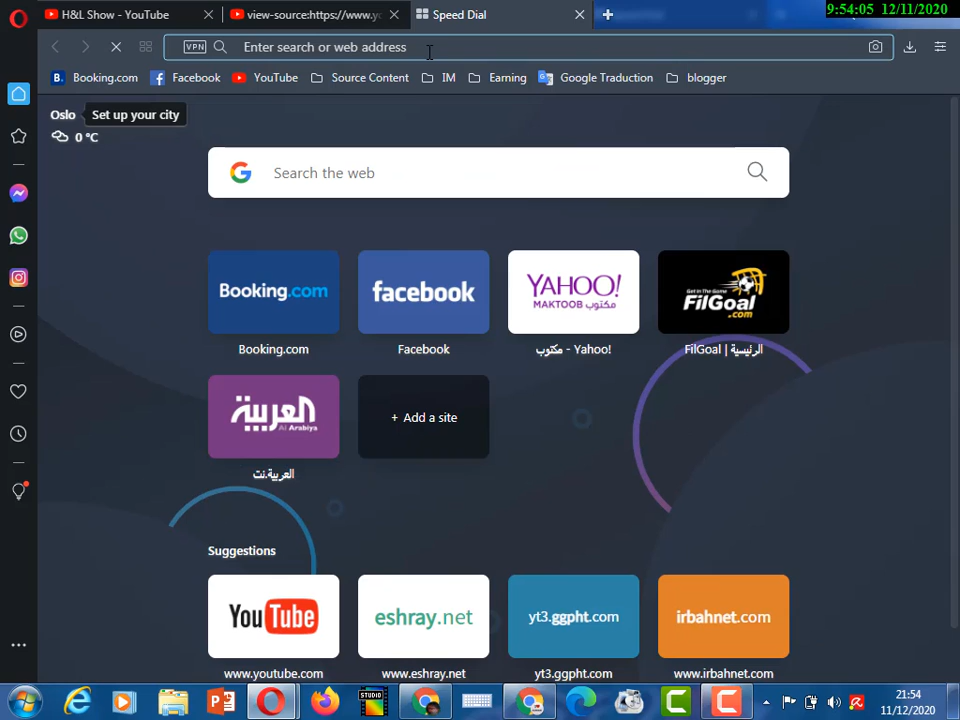 H&L Show - YouTube
view-source:https://www.y
Speed Dial
9:54:05 12/11/2020
VPN
Enter search or web address
Booking.com
Facebook
YouTube
Source Content
IM
Earning
Google Traduction
blogger
Oslo
Set up your city
0 °C
Search the web
Booking.com
facebook
YAHOO!
MAKTOOB مكتوب
GET IN THE GAME
FilGoal
.com
Booking.com
Facebook
مكتوب - Yahoo!
الرئيسية | FilGoal
العربية
Al Arabiya
+ Add a site
العربية.نت
Suggestions
YouTube
eshray.net
yt3.ggpht.com
irbahnet.com
www.youtube.com
www.eshray.net
yt3.ggpht.com
www.irbahnet.com
STUDIO
21:54
11/12/2020